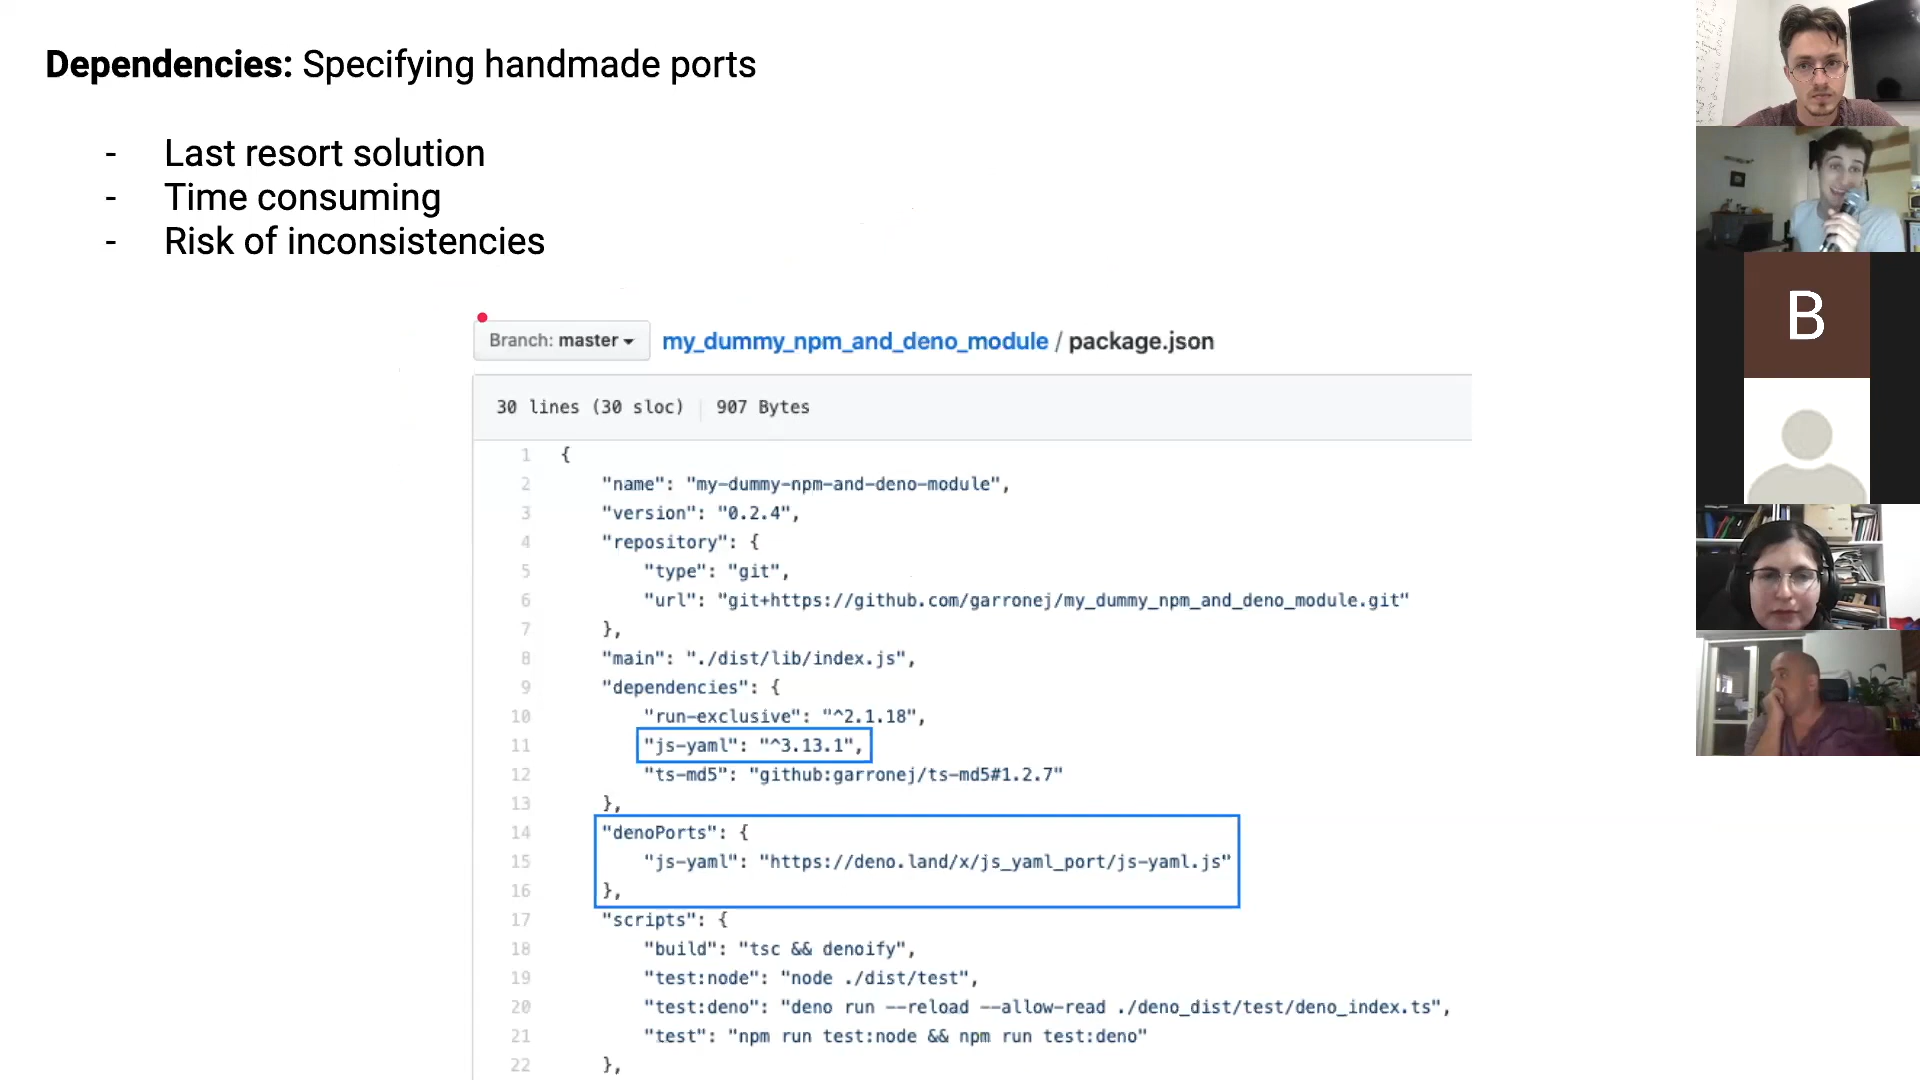 Dependencies: Specifying handmade ports
- Last resort solution
- Time consuming
- Risk of inconsistencies
Branch: master my_dummy_npm_and_deno_module / package.json
30 lines (30 sloc) 907 Bytes
1 {
2 "name": "my-dummy-npm-and-deno-module",
3 "version": "0.2.4",
4 "repository": {
5 "type": "git",
6 "url": "git+https://github.com/garronej/my_dummy_npm_and_deno_module.git"
7 },
8 "main": "./dist/lib/index.js",
9 "dependencies": {
10 "run-exclusive": "^2.1.18",
11 "js-yaml": "^3.13.1",
12 "ts-md5": "github:garronej/ts-md5#1.2.7"
13 },
14 "denoPorts": {
15 "js-yaml": "https://deno.land/x/js_yaml_port/js-yaml.js"
16 },
17 "scripts": {
18 "build": "tsc && denoify",
19 "test:node": "node ./dist/test",
20 "test:deno": "deno run --reload --allow-read ./deno_dist/test/deno_index.ts",
21 "test": "npm run test:node && npm run test:deno"
22 },
B